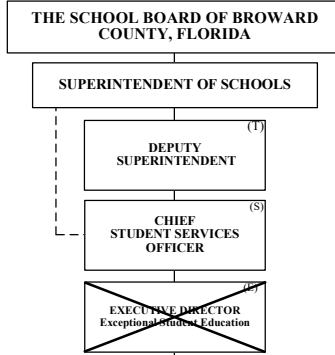 THE SCHOOL BOARD OF BROWARD
COUNTY, FLORIDA
SUPERINTENDENT OF SCHOOLS
(T)
DEPUTY
SUPERINTENDENT
(S)
CHIEF
STUDENT SERVICES
OFFICER
(E)
EXECUTIVE DIRECTOR
Exceptional Student Education